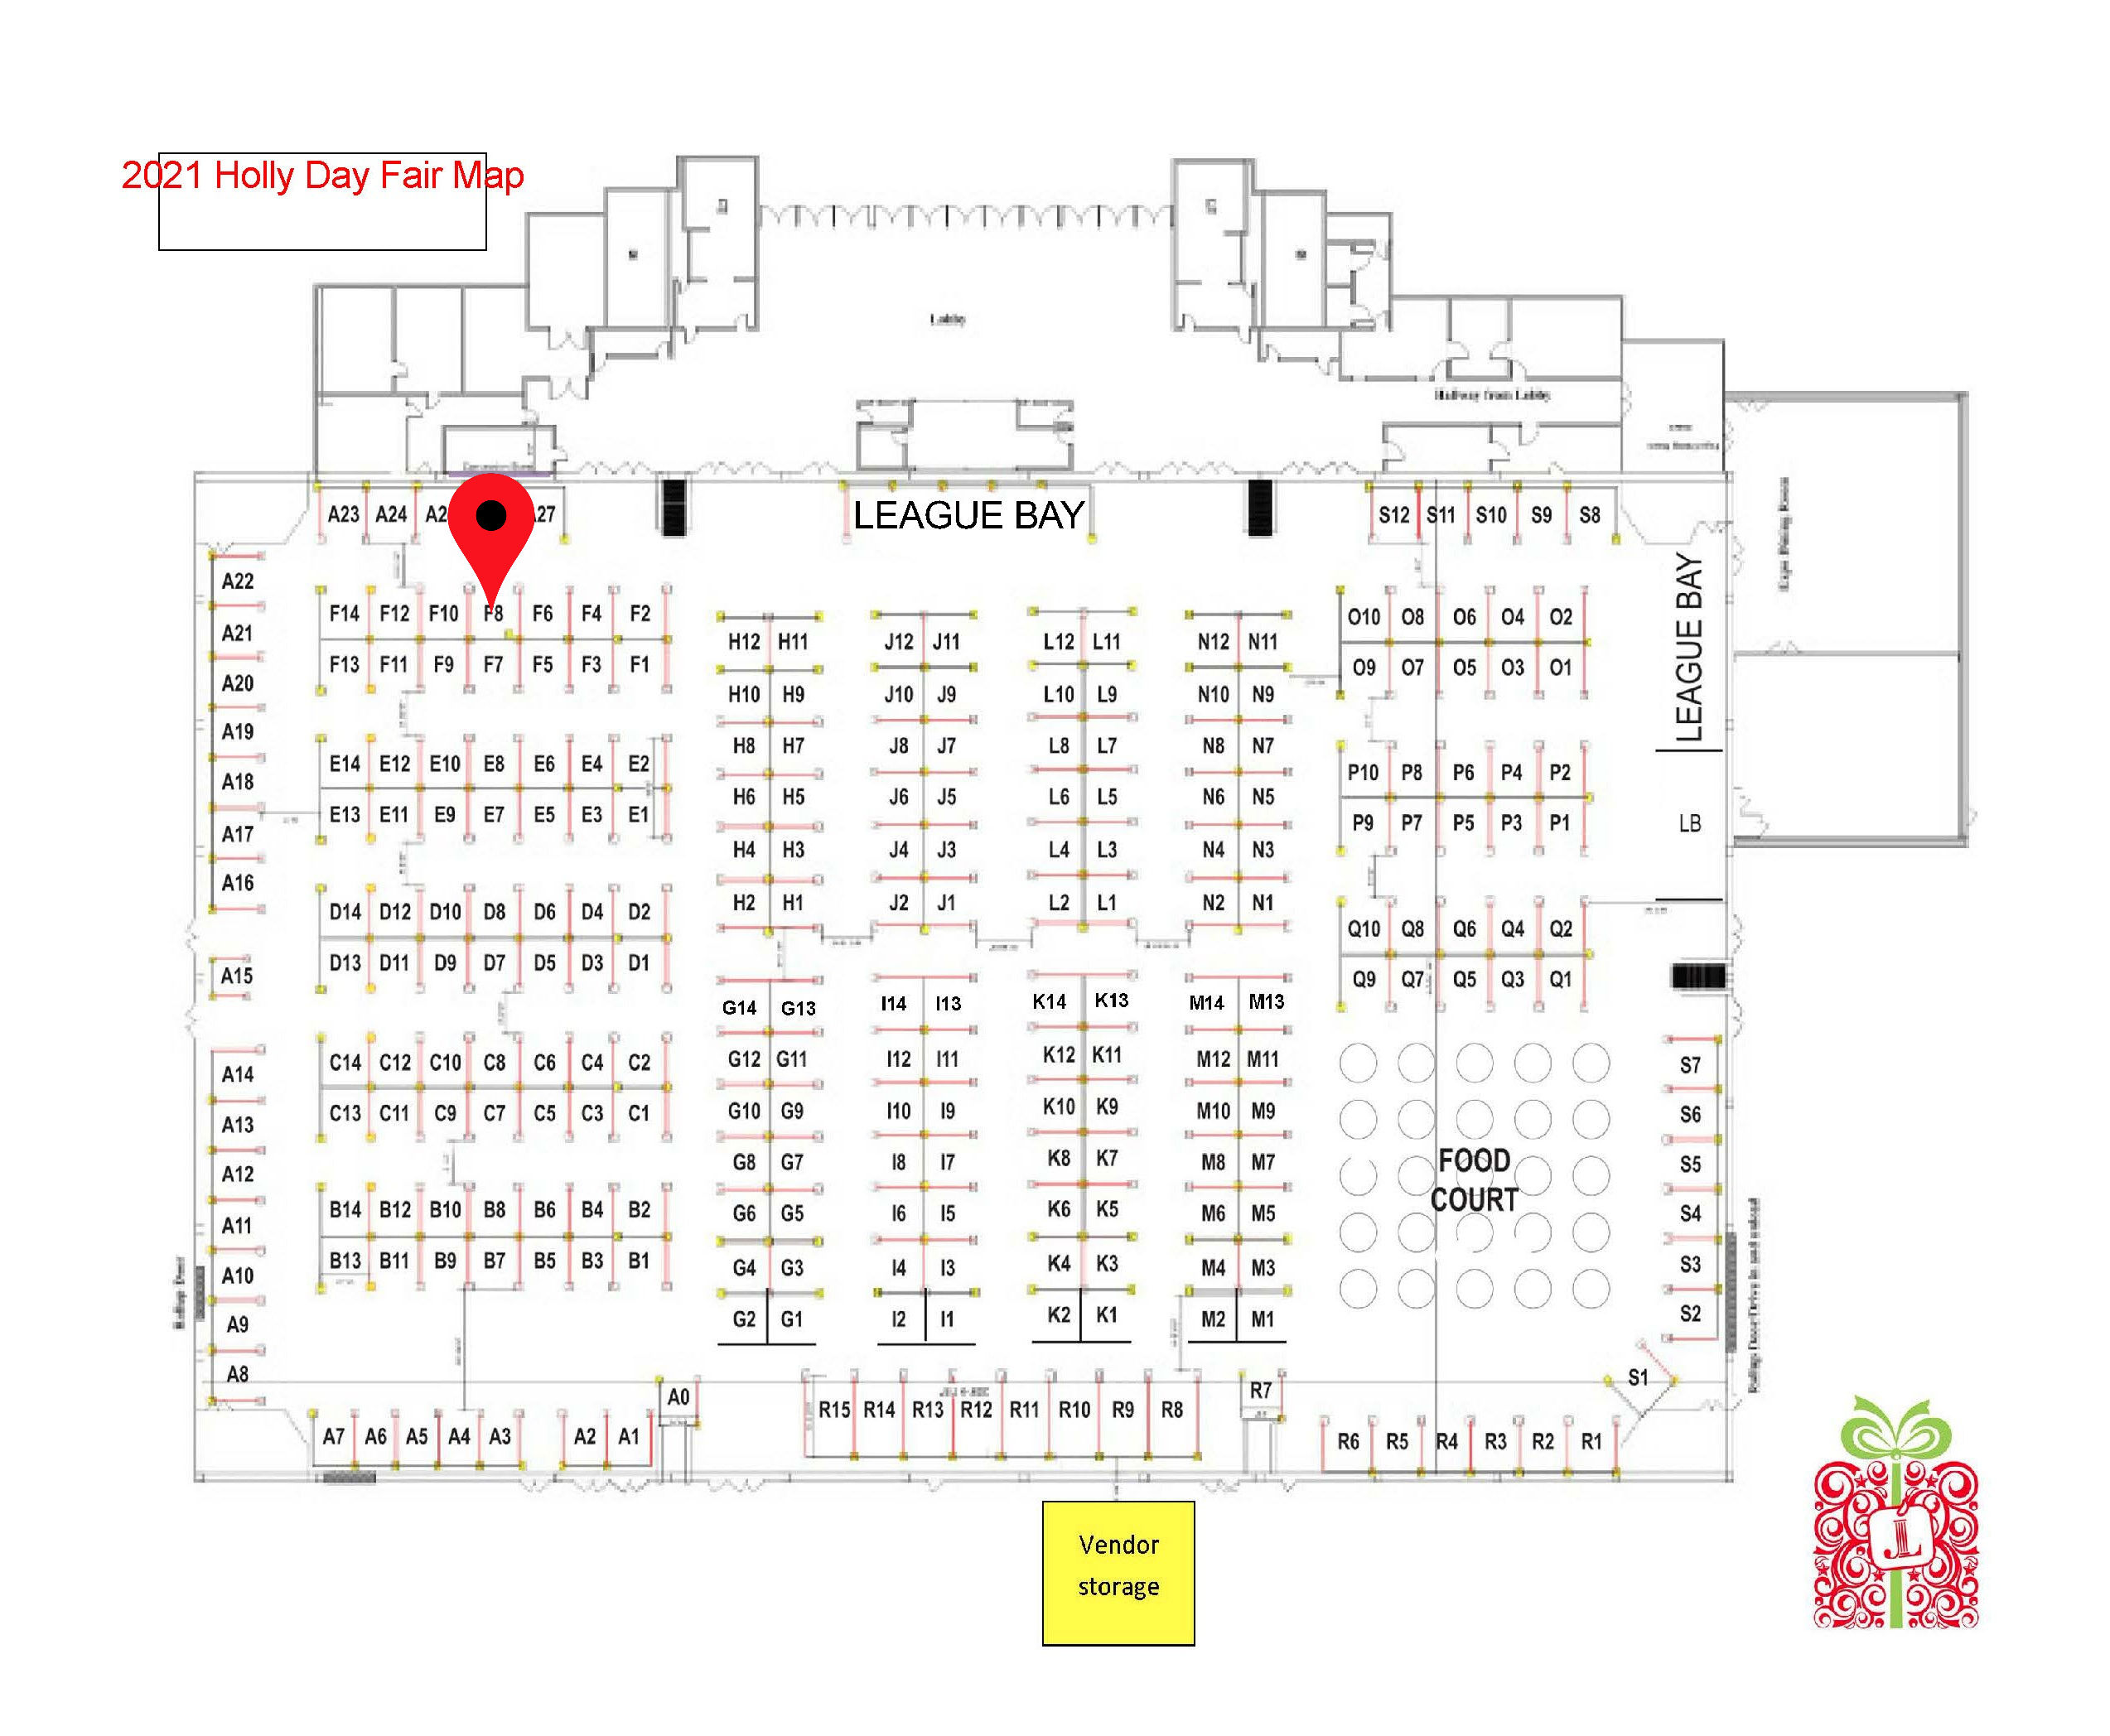 2021 Holly Day Fair Map
Lobby
Hallway from Lobby
LEAGUE BAY
A23 A24 A2 27
S12 S11 S10 S9 S8
LEAGUE BAY
LB
A22
A21
A20
A19
A18
A17
A16
A15
A14
A13
A12
A11
A10
A9
A8
F14 F12 F10 F8 F6 F4 F2
F13 F11 F9 F7 F5 F3 F1
E14 E12 E10 E8 E6 E4 E2
E13 E11 E9 E7 E5 E3 E1
D14 D12 D10 D8 D6 D4 D2
D13 D11 D9 D7 D5 D3 D1
C14 C12 C10 C8 C6 C4 C2
C13 C11 C9 C7 C5 C3 C1
B14 B12 B10 B8 B6 B4 B2
B13 B11 B9 B7 B5 B3 B1
H12 H11 J12 J11 L12 L11 N12 N11
H10 H9 J10 J9 L10 L9 N10 N9
H8 H7 J8 J7 L8 L7 N8 N7
H6 H5 J6 J5 L6 L5 N6 N5
H4 H3 J4 J3 L4 L3 N4 N3
H2 H1 J2 J1 L2 L1 N2 N1
G14 G13 I14 I13 K14 K13 M14 M13
G12 G11 I12 I11 K12 K11 M12 M11
G10 G9 I10 I9 K10 K9 M10 M9
G8 G7 I8 I7 K8 K7 M8 M7
G6 G5 I6 I5 K6 K5 M6 M5
G4 G3 I4 I3 K4 K3 M4 M3
G2 G1 I2 I1 K2 K1 M2 M1
O10 O8 O6 O4 O2
O9 O7 O5 O3 O1
P10 P8 P6 P4 P2
P9 P7 P5 P3 P1
Q10 Q8 Q6 Q4 Q2
Q9 Q7 Q5 Q3 Q1
FOOD
COURT
S7
S6
S5
S4
S3
S2
S1
A7 A6 A5 A4 A3 A2 A1
A0
R15 R14 R13 R12 R11 R10 R9 R8
R7
R6 R5 R4 R3 R2 R1
Vendor
storage
JL